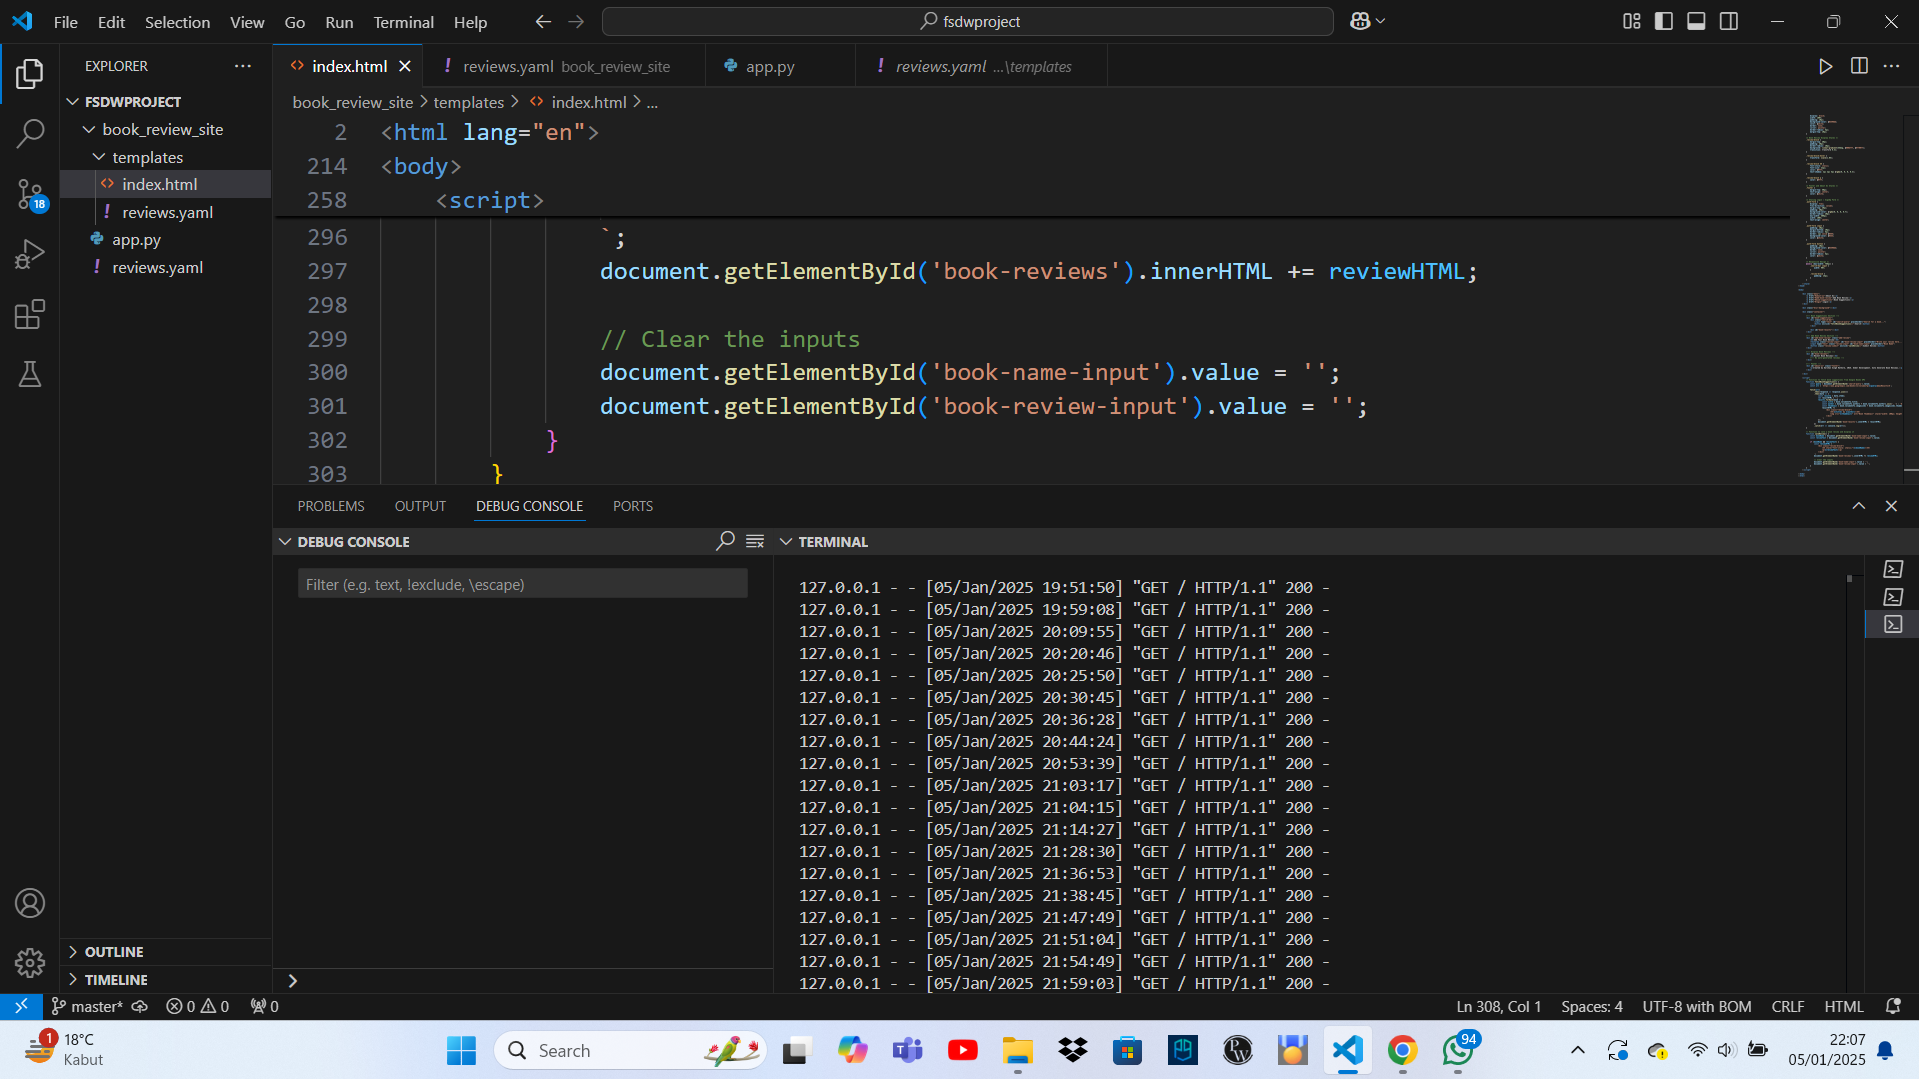 File Edit Selection View Go Run Terminal Help
fsdwproject
EXPLORER
FSDWPROJECT
book_review_site
templates
index.html
reviews.yaml
app.py
reviews.yaml
OUTLINE
TIMELINE
18
index.html
reviews.yaml book_review_site
app.py
reviews.yaml ...\templates
book_review_site > templates > index.html > ...
2 <html lang="en">
214 <body>
258 <script>
296 `;
297 document.getElementById('book-reviews').innerHTML += reviewHTML;
298
299 // Clear the inputs
300 document.getElementById('book-name-input').value = '';
301 document.getElementById('book-review-input').value = '';
302 }
303 }
PROBLEMS OUTPUT DEBUG CONSOLE PORTS
DEBUG CONSOLE
Filter (e.g. text, !exclude, \escape)
TERMINAL
127.0.0.1 - - [05/Jan/2025 19:51:50] "GET / HTTP/1.1" 200 -
127.0.0.1 - - [05/Jan/2025 19:59:08] "GET / HTTP/1.1" 200 -
127.0.0.1 - - [05/Jan/2025 20:09:55] "GET / HTTP/1.1" 200 -
127.0.0.1 - - [05/Jan/2025 20:20:46] "GET / HTTP/1.1" 200 -
127.0.0.1 - - [05/Jan/2025 20:25:50] "GET / HTTP/1.1" 200 -
127.0.0.1 - - [05/Jan/2025 20:30:45] "GET / HTTP/1.1" 200 -
127.0.0.1 - - [05/Jan/2025 20:36:28] "GET / HTTP/1.1" 200 -
127.0.0.1 - - [05/Jan/2025 20:44:24] "GET / HTTP/1.1" 200 -
127.0.0.1 - - [05/Jan/2025 20:53:39] "GET / HTTP/1.1" 200 -
127.0.0.1 - - [05/Jan/2025 21:03:17] "GET / HTTP/1.1" 200 -
127.0.0.1 - - [05/Jan/2025 21:04:15] "GET / HTTP/1.1" 200 -
127.0.0.1 - - [05/Jan/2025 21:14:27] "GET / HTTP/1.1" 200 -
127.0.0.1 - - [05/Jan/2025 21:28:30] "GET / HTTP/1.1" 200 -
127.0.0.1 - - [05/Jan/2025 21:36:53] "GET / HTTP/1.1" 200 -
127.0.0.1 - - [05/Jan/2025 21:38:45] "GET / HTTP/1.1" 200 -
127.0.0.1 - - [05/Jan/2025 21:47:49] "GET / HTTP/1.1" 200 -
127.0.0.1 - - [05/Jan/2025 21:51:04] "GET / HTTP/1.1" 200 -
127.0.0.1 - - [05/Jan/2025 21:54:49] "GET / HTTP/1.1" 200 -
127.0.0.1 - - [05/Jan/2025 21:59:03] "GET / HTTP/1.1" 200 -
master* 0 0 0
Ln 308, Col 1 Spaces: 4 UTF-8 with BOM CRLF HTML
1
18°C
Kabut
Search
PW
94
22:07
05/01/2025